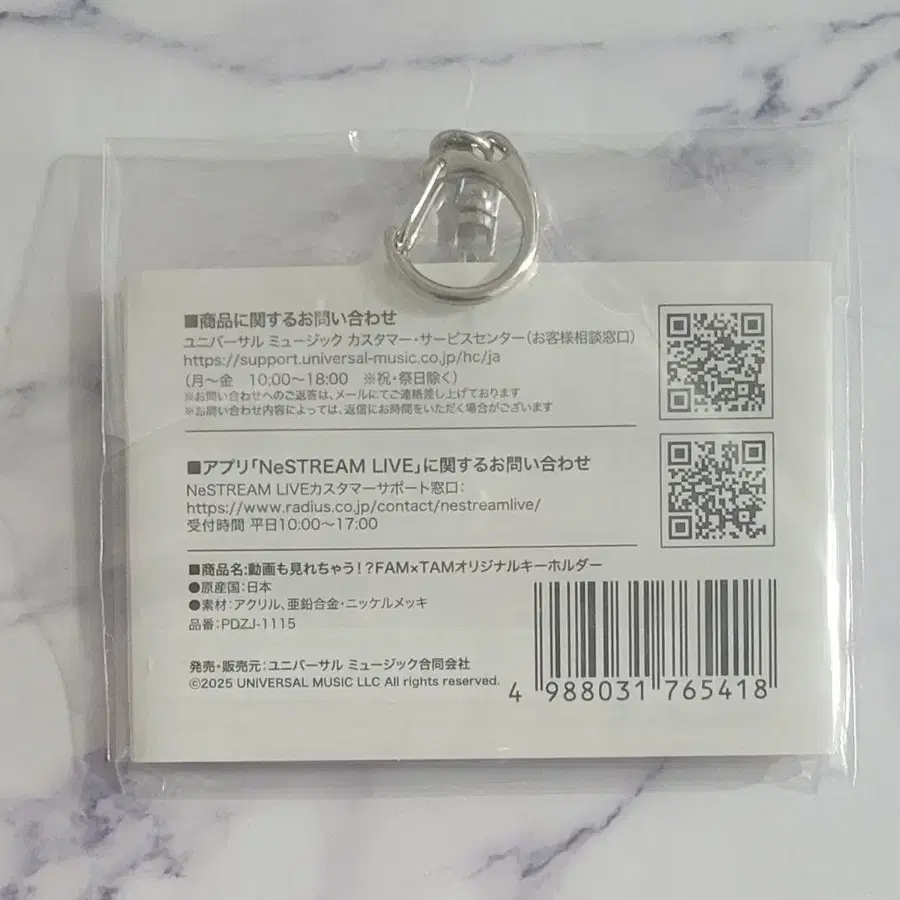 ■商品に関するお問い合わせ
ユニバーサル ミュージック カスタマー・サービスセンター(お客様相談窓口)
https://support.universal-music.co.jp/hc/ja
(月〜金 10:00〜18:00 ※祝・祭日除く)
※お問い合わせへのご返答は、メールにてご連絡差し上げております
※お問い合わせ内容によっては、返信にお時間をいただく場合がございます
■アプリ「NeSTREAM LIVE」に関するお問い合わせ
NeSTREAM LIVEカスタマーサポート窓口:
https://www.radius.co.jp/contact/nestreamlive/
受付時間 平日10:00〜17:00
■商品名:動画も見れちゃう!?FAM×TAMオリジナルキーホルダー
●原産国:日本
●素材:アクリル、亜鉛合金・ニッケルメッキ
品番:PDZJ-1115
発売・販売元:ユニバーサル ミュージック合同会社
©2025 UNIVERSAL MUSIC LLC All rights reserved.
4 988031 765418